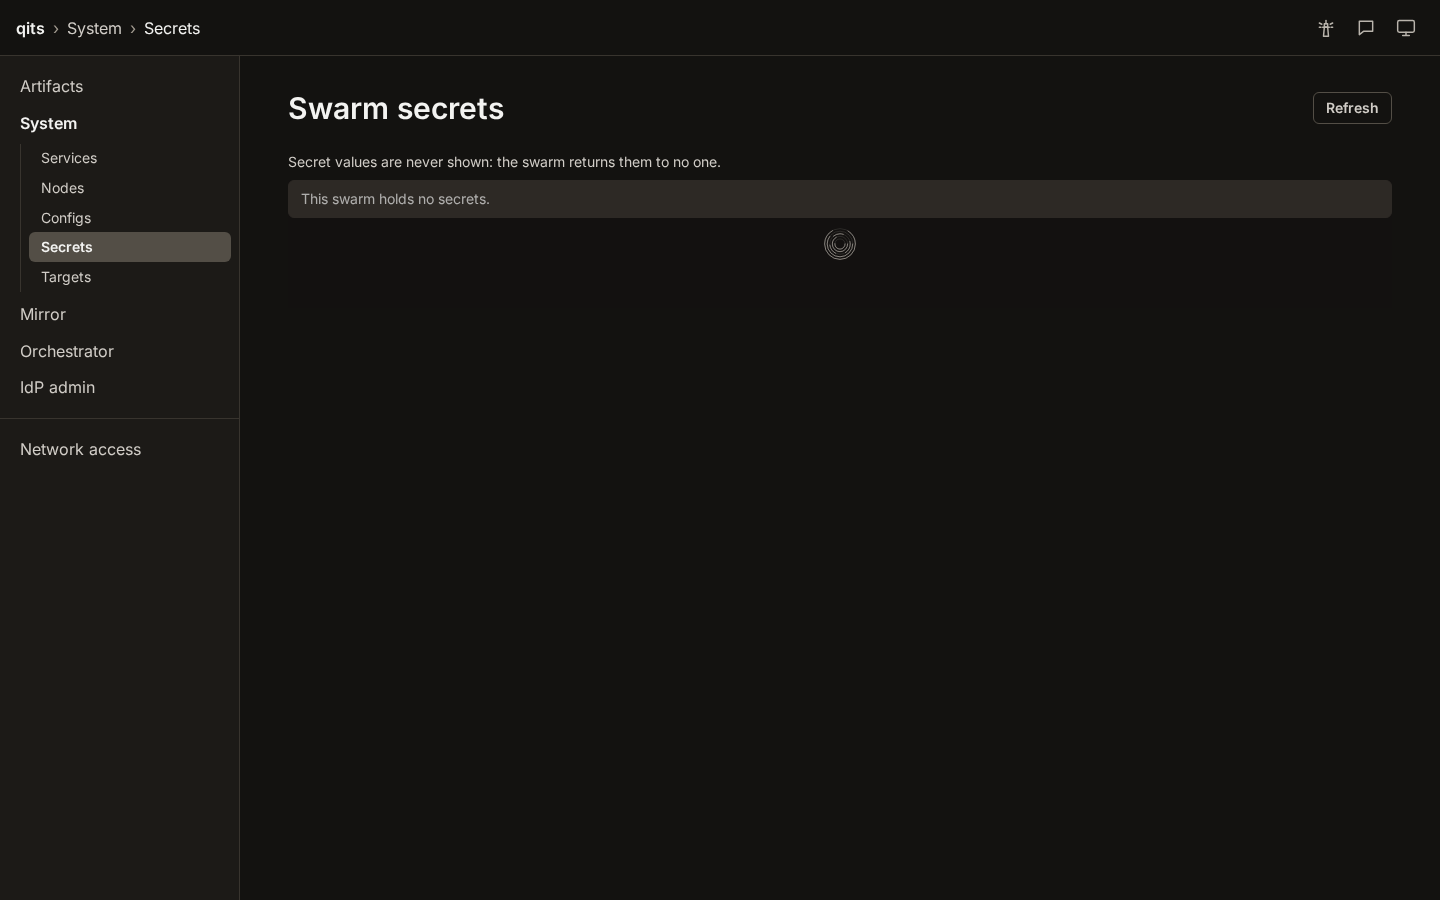 qits › System › Secrets
Artifacts
System
Services
Nodes
Configs
Secrets
Targets
Mirror
Orchestrator
IdP admin
Network access
Swarm secrets
Refresh
Secret values are never shown: the swarm returns them to no one.
This swarm holds no secrets.